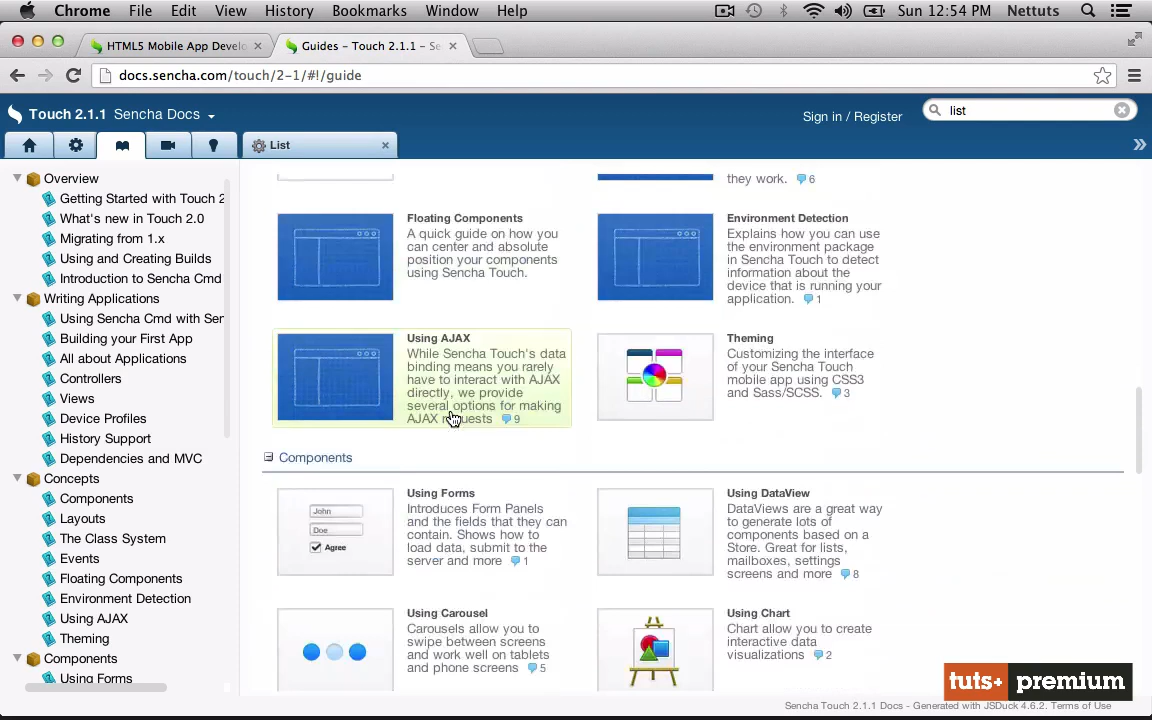 Chrome File Edit View History Bookmarks Window Help Sun 12:54 PM Nettuts
HTML5 Mobile App Develo
Guides - Touch 2.1.1 - Se
docs.sencha.com/touch/2-1/#!/guide
Touch 2.1.1 Sencha Docs
Sign in / Register
list
List
Overview
Getting Started with Touch 2
What's new in Touch 2.0
Migrating from 1.x
Using and Creating Builds
Introduction to Sencha Cmd
Writing Applications
Using Sencha Cmd with Sen
Building your First App
All about Applications
Controllers
Views
Device Profiles
History Support
Dependencies and MVC
Concepts
Components
Layouts
The Class System
Events
Floating Components
Environment Detection
Using AJAX
Theming
Components
Using Forms
they work. 6
Floating Components
A quick guide on how you
can center and absolute
position your components
using Sencha Touch.
Environment Detection
Explains how you can use
the environment package
in Sencha Touch to detect
information about the
device that is running your
application. 1
Using AJAX
While Sencha Touch's data
binding means you rarely
have to interact with AJAX
directly, we provide
several options for making
AJAX requests 9
Theming
Customizing the interface
of your Sencha Touch
mobile app using CSS3
and Sass/SCSS. 3
Components
John
Doe
Agree
Using Forms
Introduces Form Panels
and the fields that they can
contain. Shows how to
load data, submit to the
server and more 1
Using DataView
DataViews are a great way
to generate lots of
components based on a
Store. Great for lists,
mailboxes, settings
screens and more 8
Using Carousel
Carousels allow you to
swipe between screens
and work well on tablets
and phone screens 5
Using Chart
Chart allow you to create
interactive data
visualizations 2
tuts+ premium
Sencha Touch 2.1.1 Docs - Generated with JSDuck 4.6.2. Terms of Use